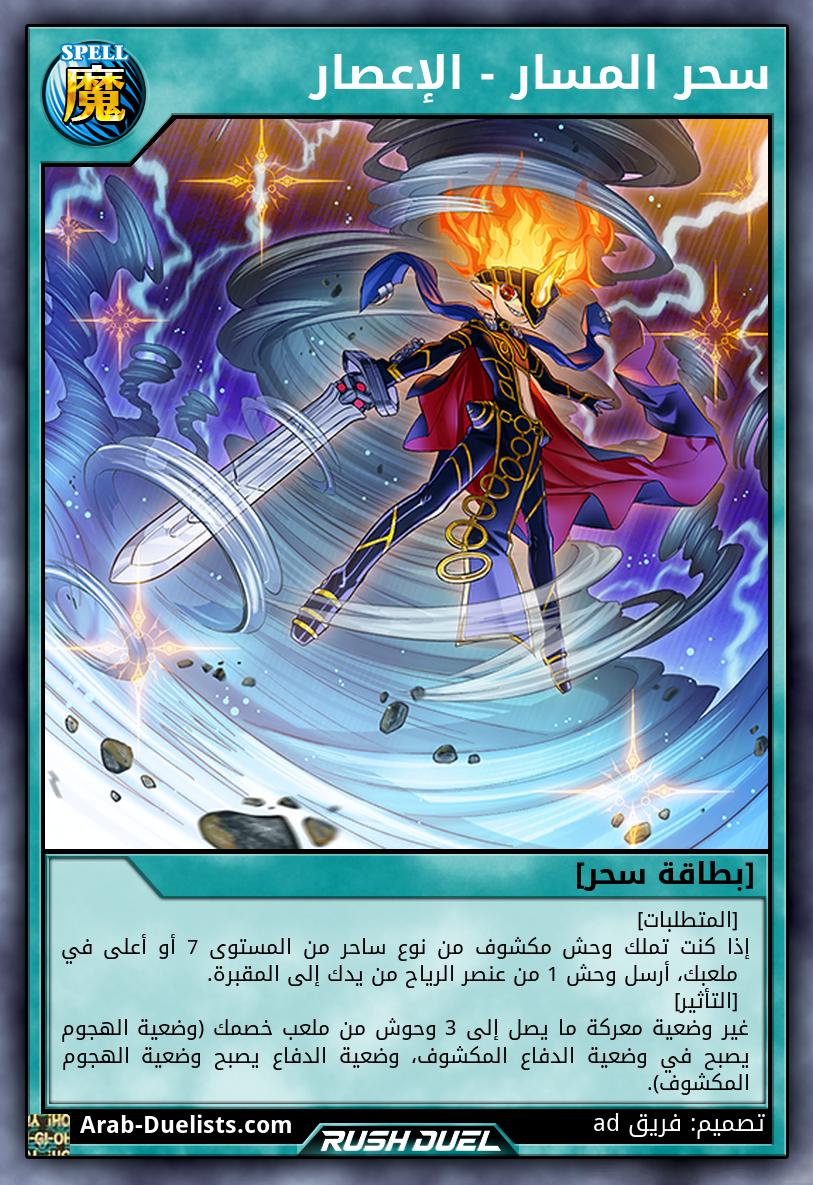 SPELL
魔
سحر المسار - الإعصار
[بطاقة سحر]
[المتطلبات]
إذا كنت تملك وحش مكشوف من نوع ساحر من المستوى 7 أو أعلى في
ملعبك، أرسل وحش 1 من عنصر الرياح من يدك إلى المقبرة.
[التأثير]
غير وضعية معركة ما يصل إلى 3 وحوش من ملعب خصمك (وضعية الهجوم
يصبح في وضعية الدفاع المكشوف، وضعية الدفاع يصبح وضعية الهجوم
المكشوف).
Arab-Duelists.com
RUSH DUEL
تصميم: فريق ad